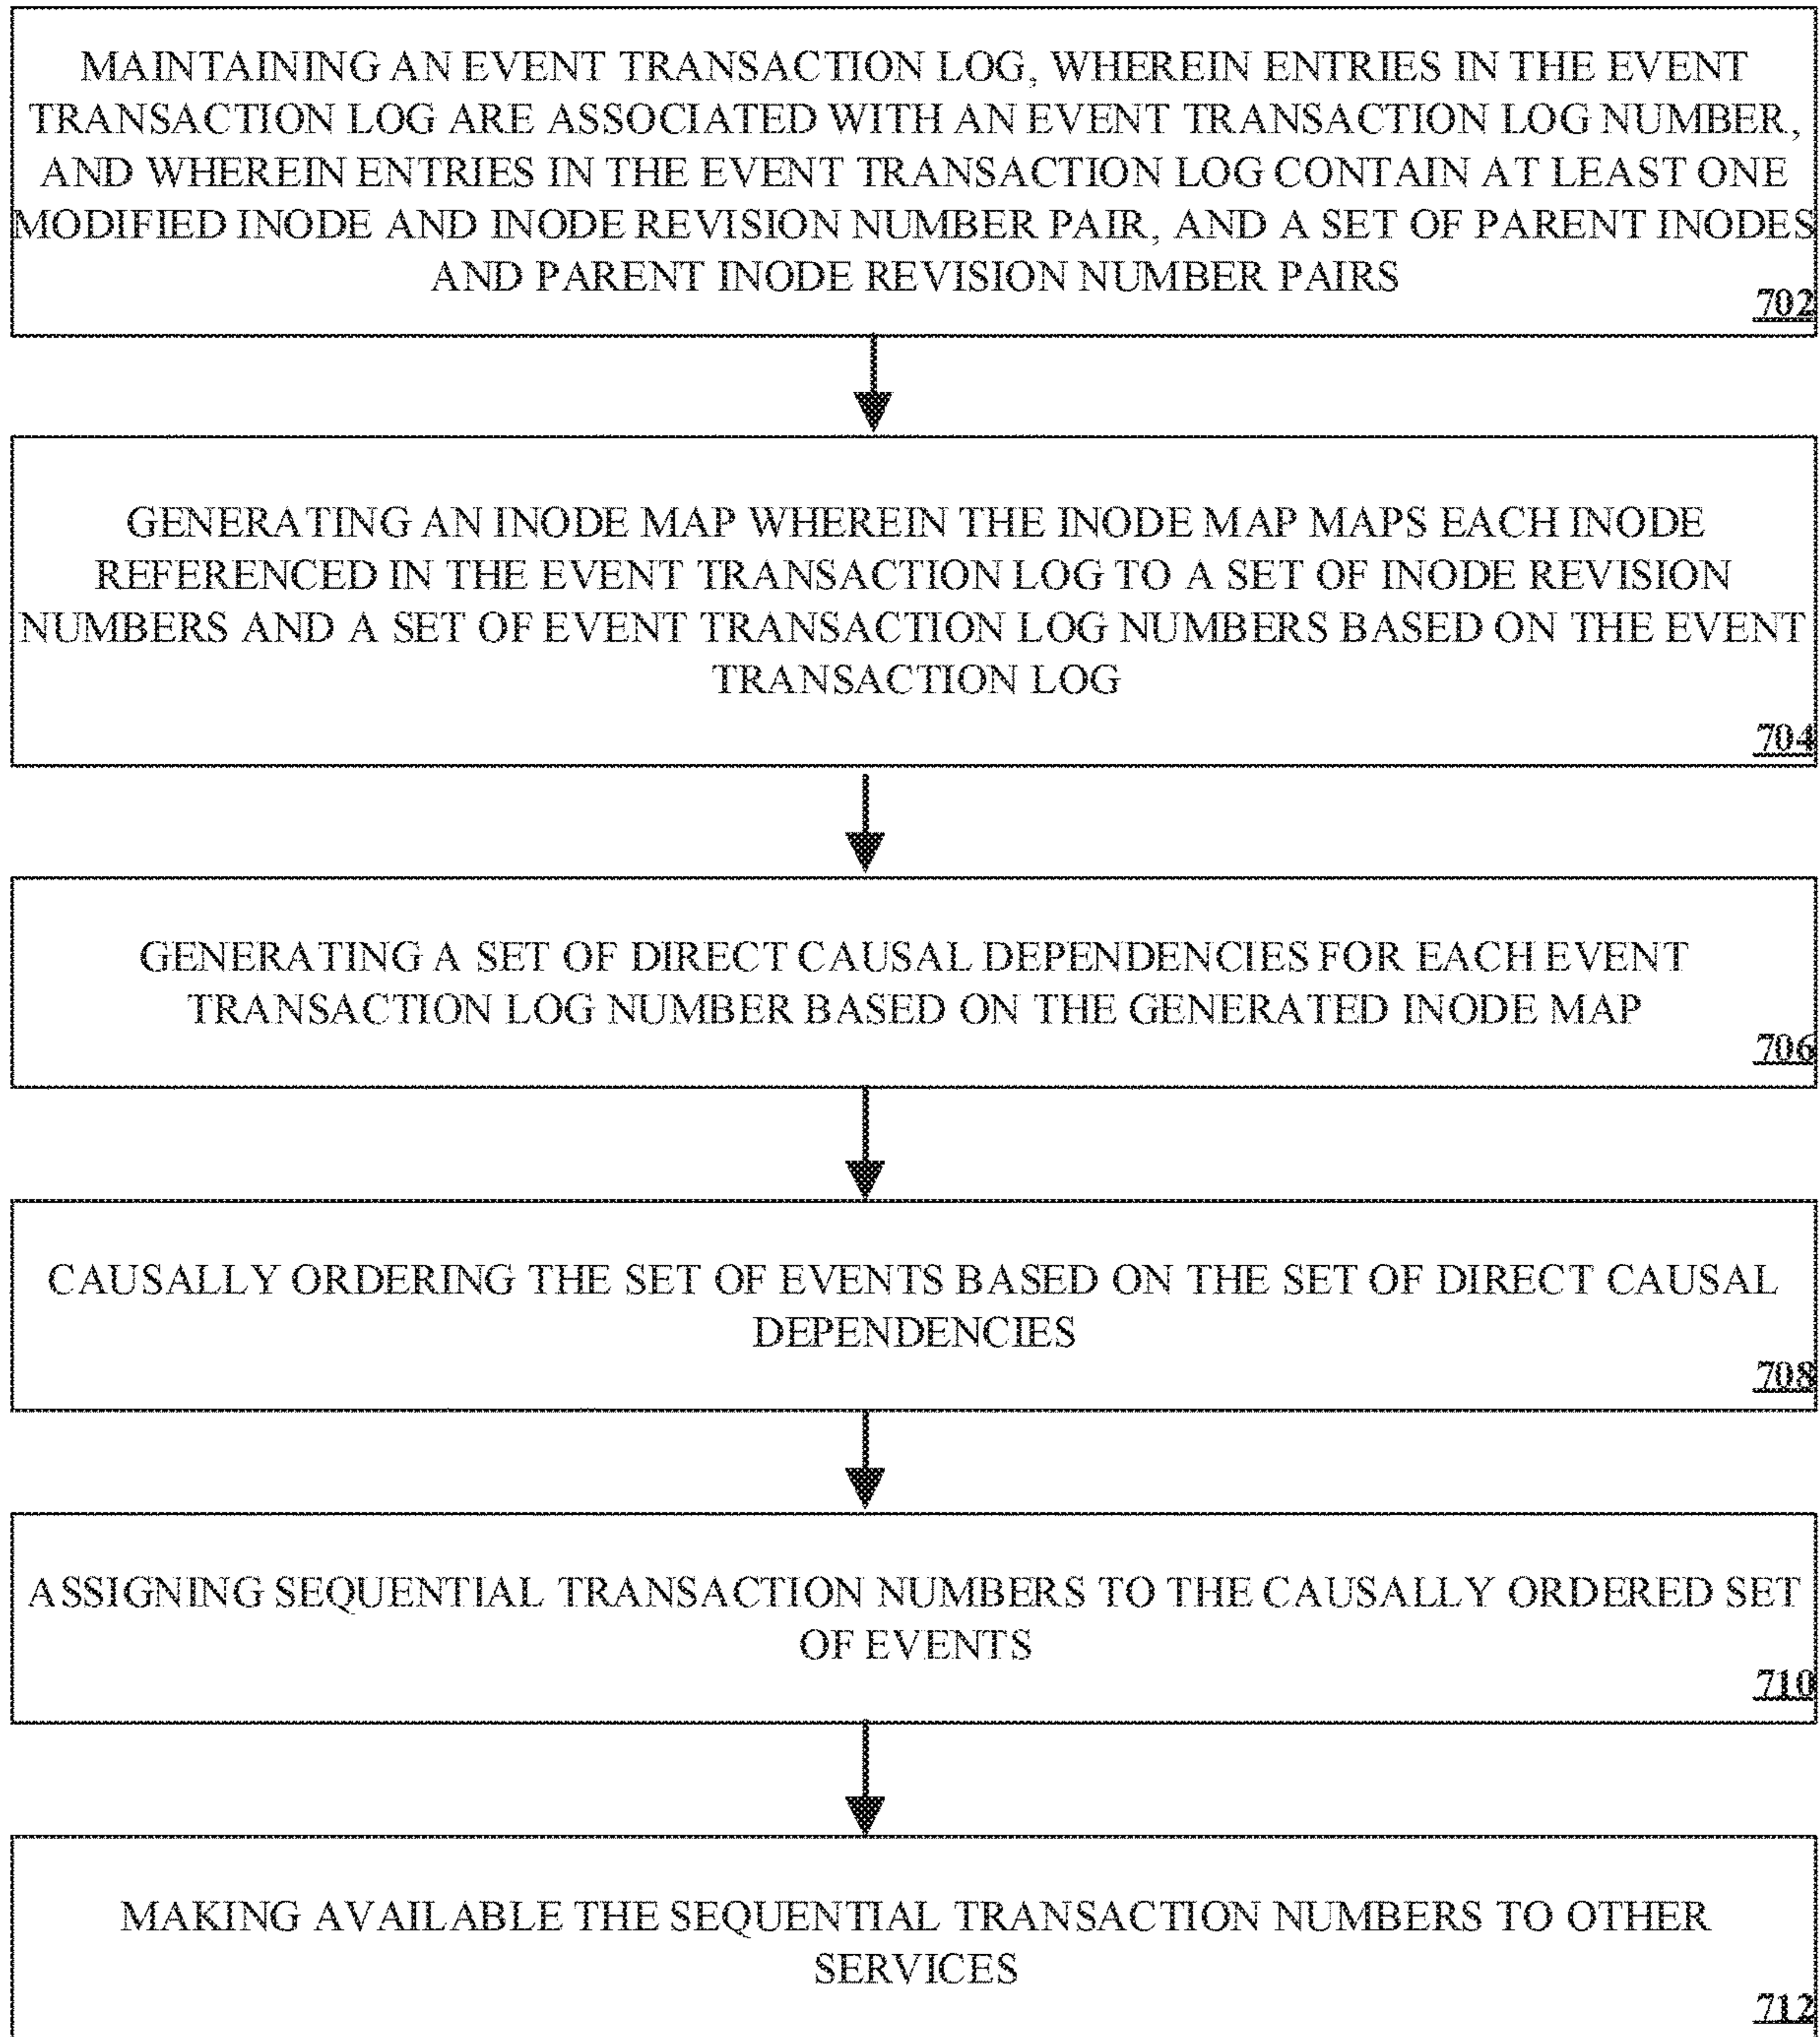 MAINTAINING AN EVENT TRANSACTION LOG, WHEREIN ENTRIES IN THE EVENT
TRANSACTION LOG ARE ASSOCIATED WITH AN EVENT TRANSACTION LOG NUMBER,
AND WHEREIN ENTRIES IN THE EVENT TRANSACTION LOG CONTAIN AT LEAST ONE
MODIFIED INODE AND INODE REVISION NUMBER PAIR, AND A SET OF PARENT INODES
AND PARENT INODE REVISION NUMBER PAIRS
702
GENERATING AN INODE MAP WHEREIN THE INODE MAP MAPS EACH INODE
REFERENCED IN THE EVENT TRANSACTION LOG TO A SET OF INODE REVISION
NUMBERS AND A SET OF EVENT TRANSACTION LOG NUMBERS BASED ON THE EVENT
TRANSACTION LOG
704
GENERATING A SET OF DIRECT CAUSAL DEPENDENCIES FOR EACH EVENT
TRANSACTION LOG NUMBER BASED ON THE GENERATED INODE MAP
706
CAUSALLY ORDERING THE SET OF EVENTS BASED ON THE SET OF DIRECT CAUSAL
DEPENDENCIES
708
ASSIGNING SEQUENTIAL TRANSACTION NUMBERS TO THE CAUSALLY ORDERED SET
OF EVENTS
710
MAKING AVAILABLE THE SEQUENTIAL TRANSACTION NUMBERS TO OTHER
SERVICES
712